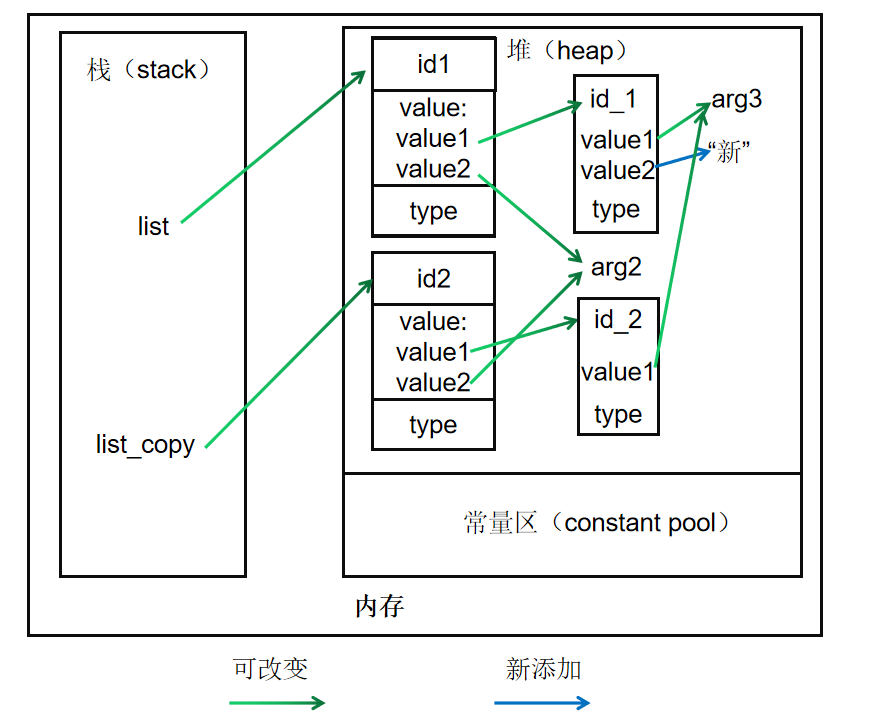 栈（stack）
list
list_copy
堆（heap）
id1
value:
value1
value2
type
id_1
value1
value2
type
arg3
“新”
arg2
id2
value:
value1
value2
type
id_2
value1
type
常量区（constant pool）
内存
可改变
新添加